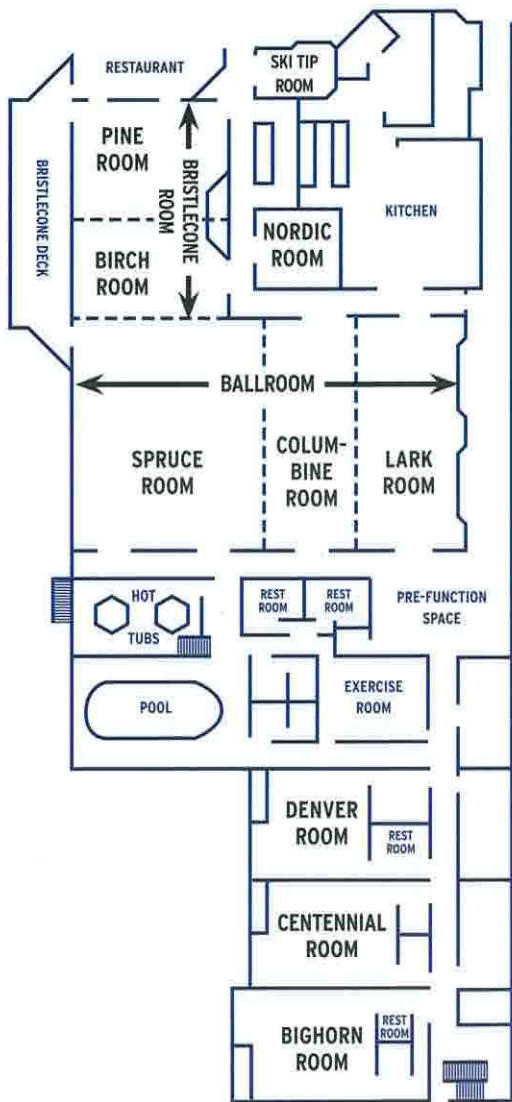 RESTAURANT
SKI TIP
ROOM
PINE
ROOM
BRISTLECONE
ROOM
BRISTLECONE DECK
KITCHEN
NORDIC
ROOM
BIRCH
ROOM
BALLROOM
SPRUCE
ROOM
COLUM-
BINE
ROOM
LARK
ROOM
HOT
TUBS
REST
ROOM
REST
ROOM
PRE-FUNCTION
SPACE
POOL
EXERCISE
ROOM
DENVER
ROOM
REST
ROOM
CENTENNIAL
ROOM
BIGHORN
ROOM
REST
ROOM